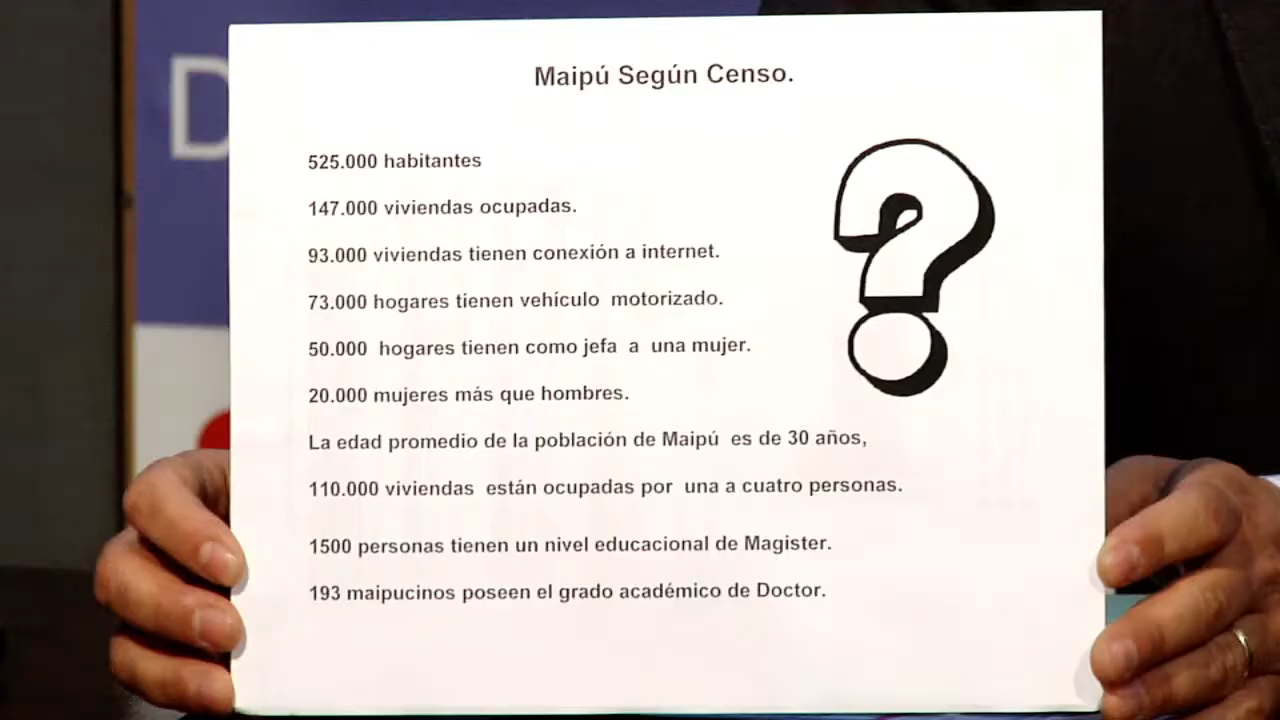 D
Maipú Según Censo.
525.000 habitantes
147.000 viviendas ocupadas.
93.000 viviendas tienen conexión a internet.
73.000 hogares tienen vehículo motorizado.
50.000 hogares tienen como jefa a una mujer.
20.000 mujeres más que hombres.
La edad promedio de la población de Maipú es de 30 años,
110.000 viviendas están ocupadas por una a cuatro personas.
1500 personas tienen un nivel educacional de Magister.
193 maipucinos poseen el grado académico de Doctor.
?